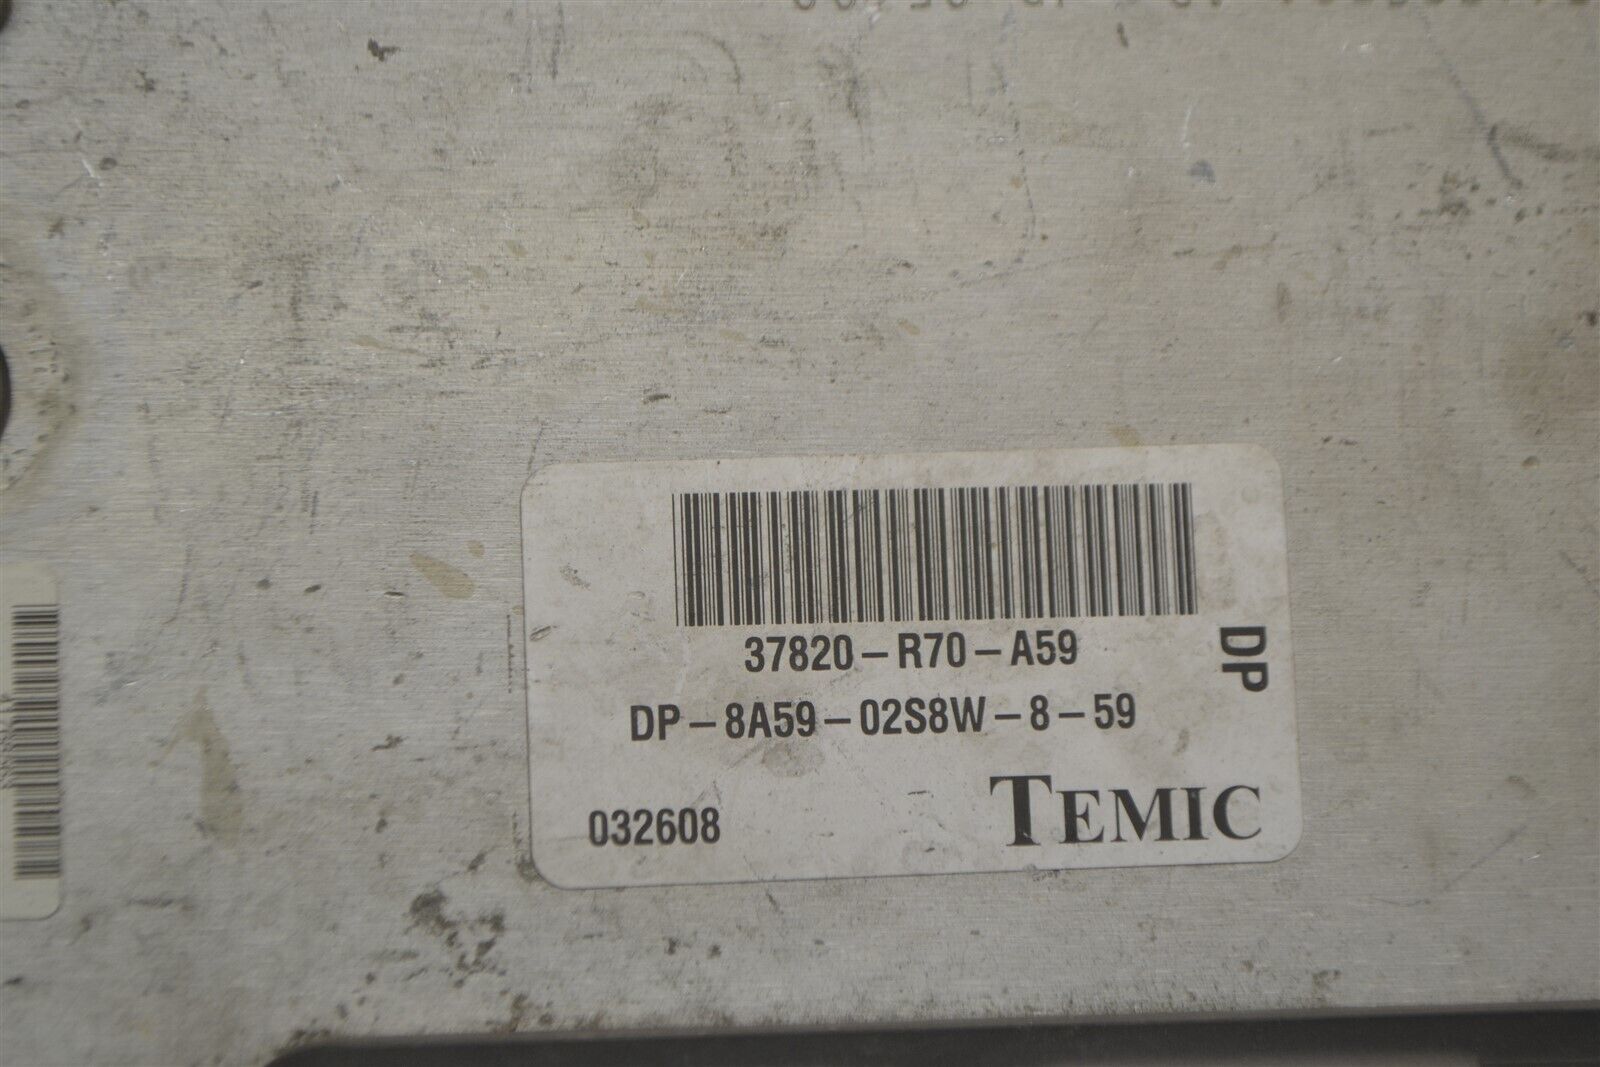 37820-R70-A59
DP-8A59-02S8W-8-59
DP
032608
TEMIC